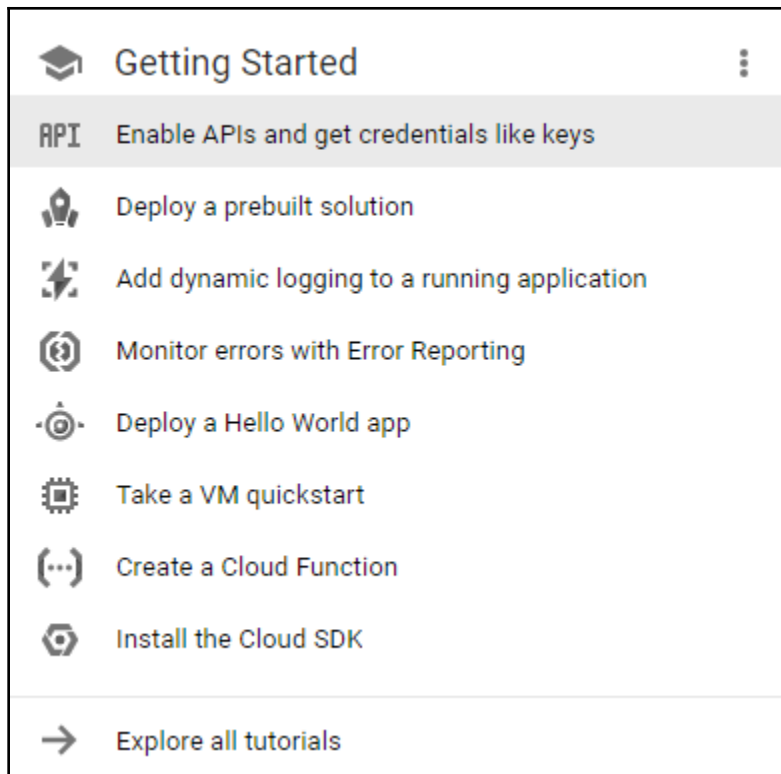 Getting Started
API Enable APIs and get credentials like keys
Deploy a prebuilt solution
Add dynamic logging to a running application
Monitor errors with Error Reporting
Deploy a Hello World app
Take a VM quickstart
Create a Cloud Function
Install the Cloud SDK
Explore all tutorials